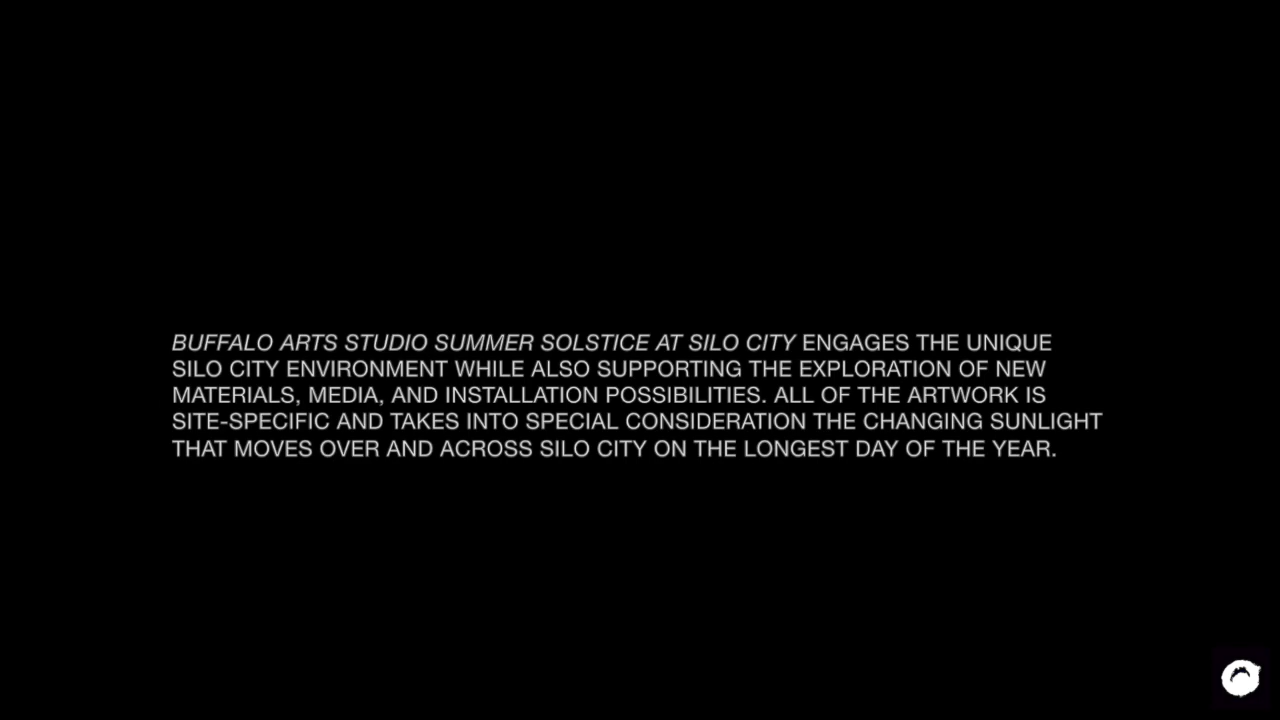 BUFFALO ARTS STUDIO SUMMER SOLSTICE AT SILO CITY ENGAGES THE UNIQUE
SILO CITY ENVIRONMENT WHILE ALSO SUPPORTING THE EXPLORATION OF NEW
MATERIALS, MEDIA, AND INSTALLATION POSSIBILITIES. ALL OF THE ARTWORK IS
SITE-SPECIFIC AND TAKES INTO SPECIAL CONSIDERATION THE CHANGING SUNLIGHT
THAT MOVES OVER AND ACROSS SILO CITY ON THE LONGEST DAY OF THE YEAR.